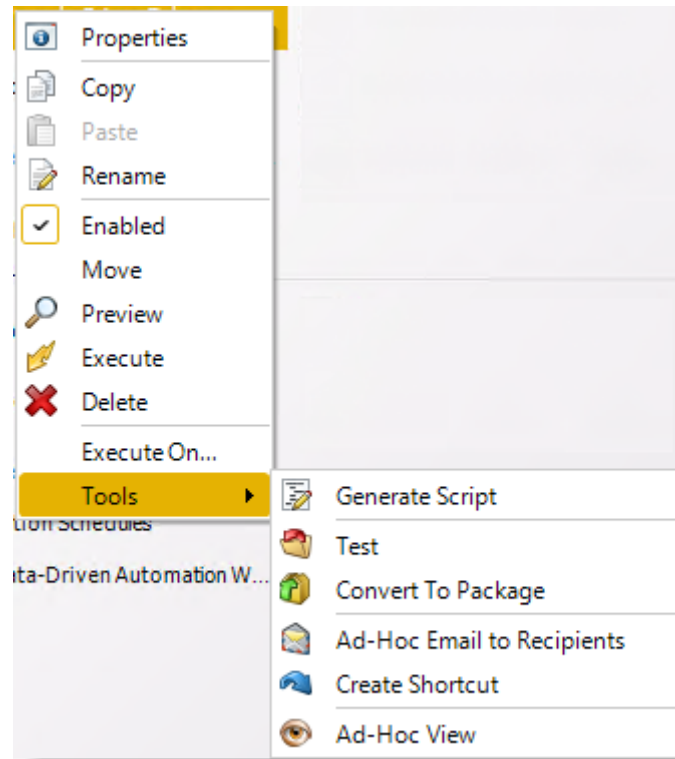 Properties
Copy
Paste
Rename
Enabled
Move
Preview
Execute
Delete
Execute On...
Tools
Generate Script
Schedules
Test
ata-Driven Automation W...
Convert To Package
Ad-Hoc Email to Recipients
Create Shortcut
Ad-Hoc View